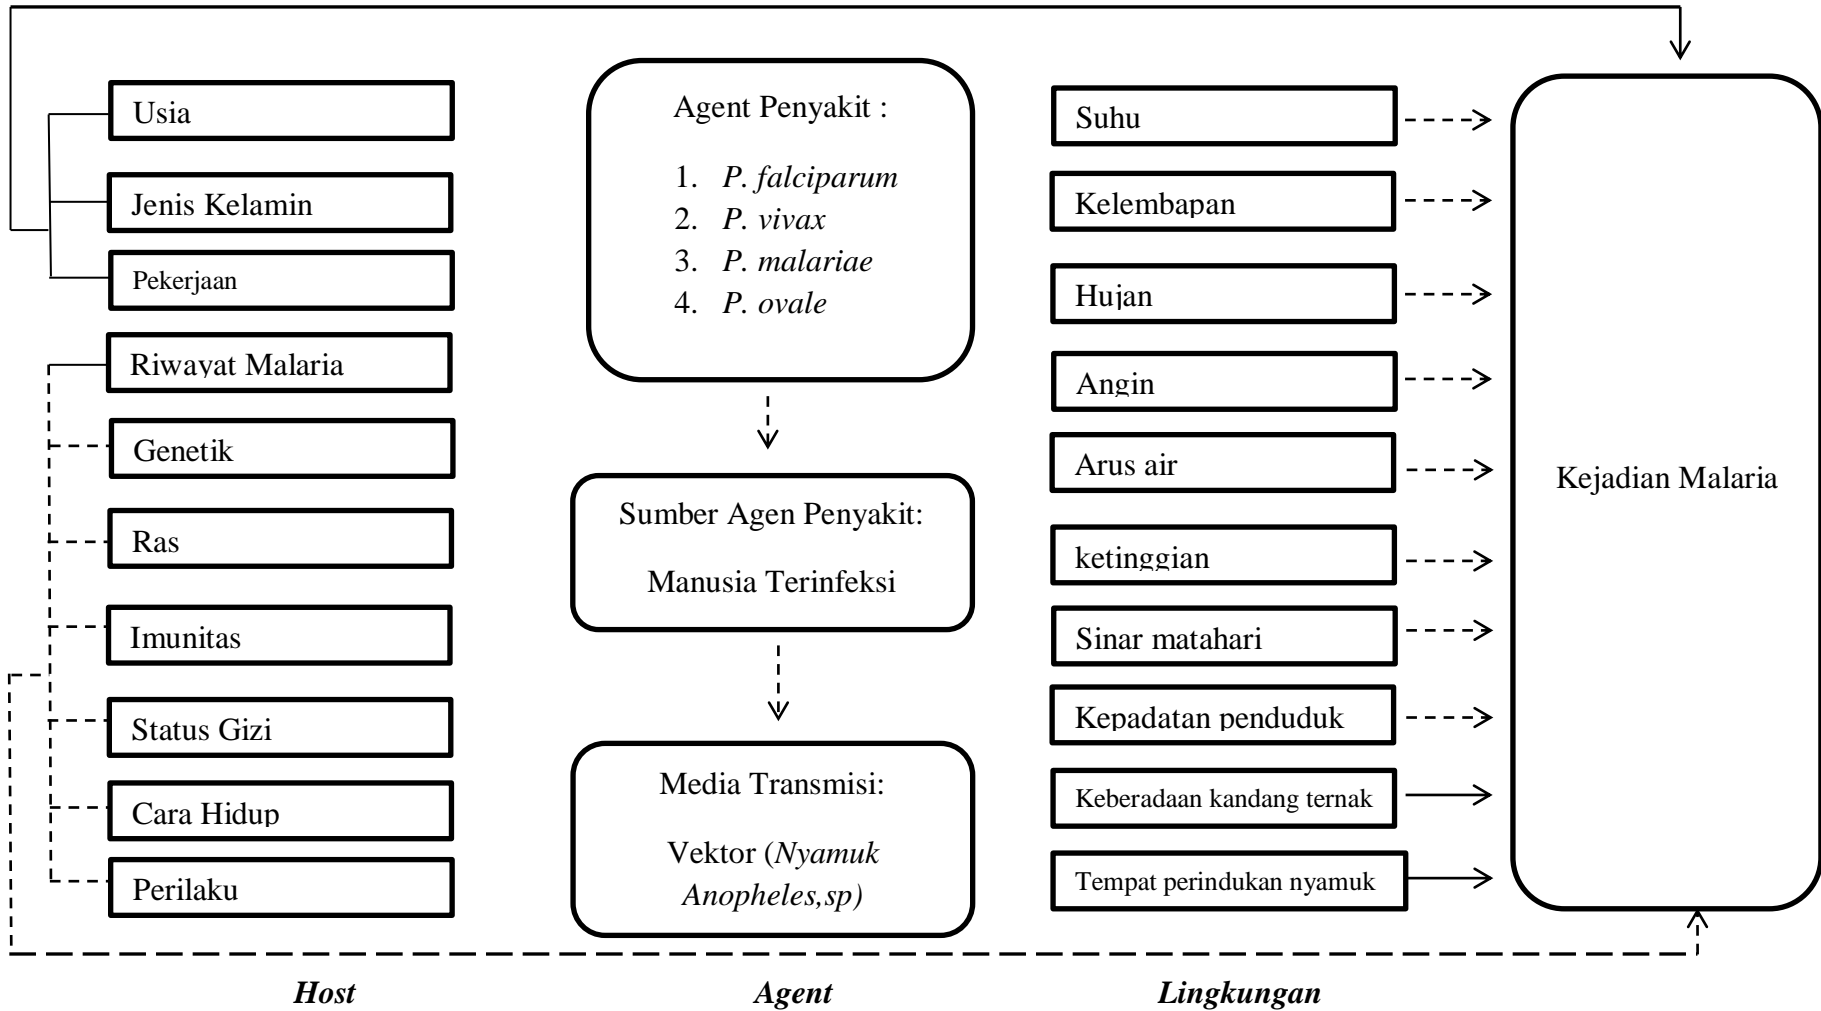 Usia
Jenis Kelamin
Pekerjaan
Riwayat Malaria
Genetik
Ras
Imunitas
Status Gizi
Cara Hidup
Perilaku
Host
Agent Penyakit :
1. P. falciparum
2. P. vivax
3. P. malariae
4. P. ovale
Sumber Agen Penyakit:
Manusia Terinfeksi
Media Transmisi:
Vektor (Nyamuk
Anopheles,sp)
Agent
Suhu
Kelembapan
Hujan
Angin
Arus air
ketinggian
Sinar matahari
Kepadatan penduduk
Keberadaan kandang ternak
Tempat perindukan nyamuk
Lingkungan
Kejadian Malaria